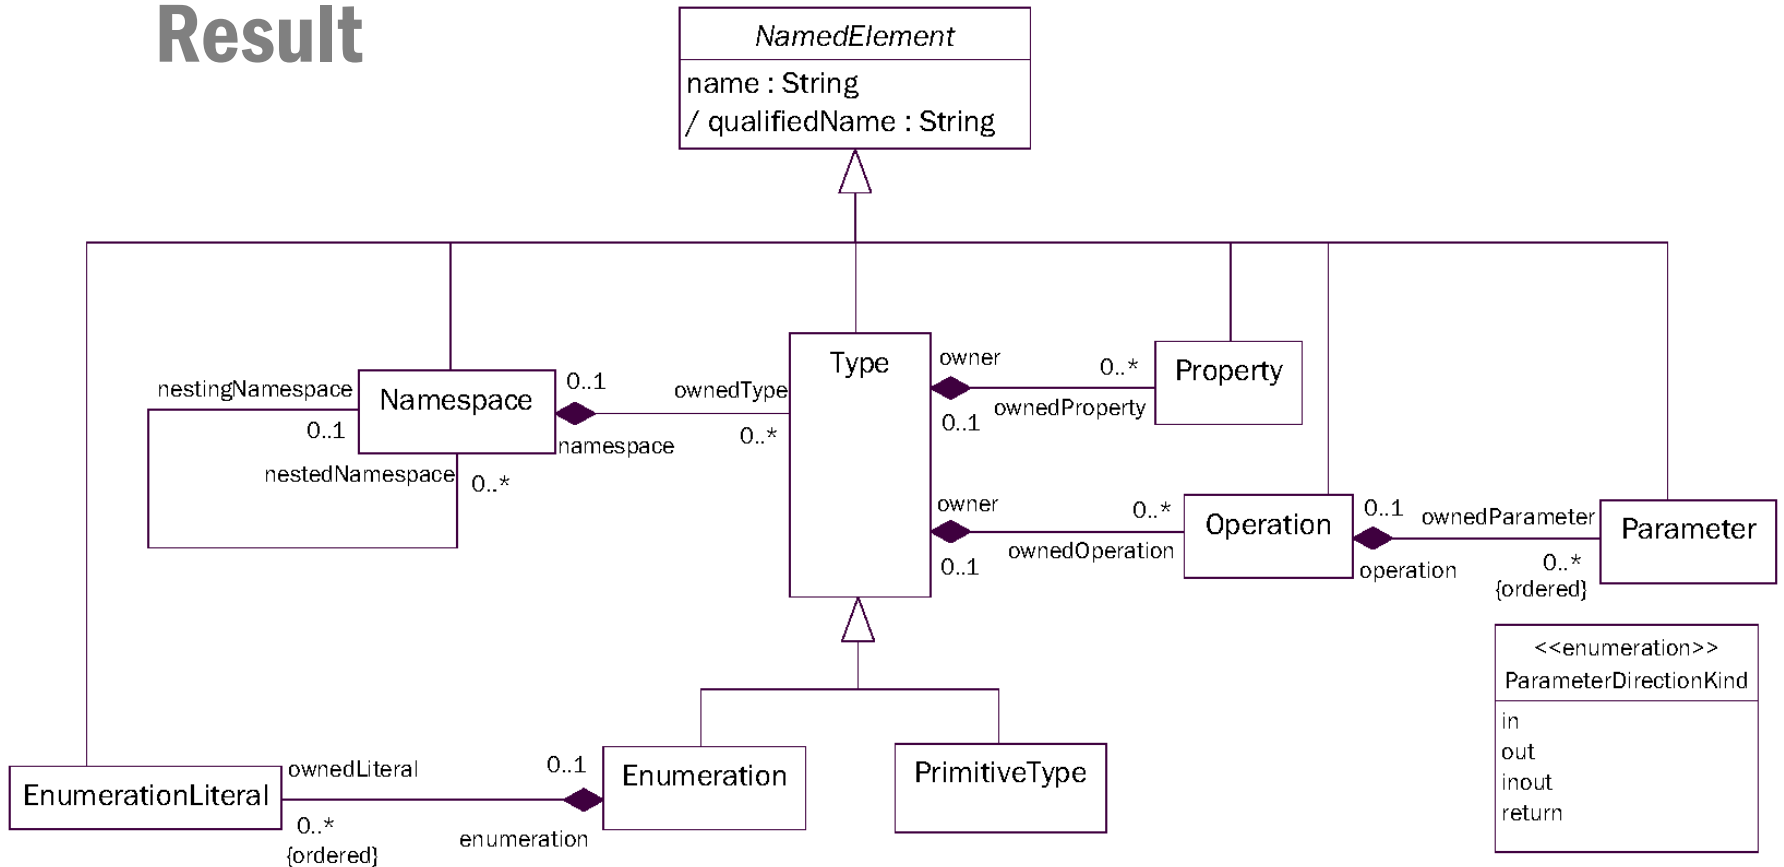 Result
NamedElement
name : String
/ qualifiedName : String
Type
owner
0..*
Property
ownedProperty
0..1
nestingNamespace
Namespace
0..1
ownedType
0..1
namespace
0..*
nestedNamespace
0..*
owner
0..*
Operation
0..1
ownedParameter
Parameter
ownedOperation
0..1
operation
0..*
{ordered}
<<enumeration>>
ParameterDirectionKind
in
out
inout
return
EnumerationLiteral
ownedLiteral
0..1
Enumeration
PrimitiveType
0..*
{ordered}
enumeration